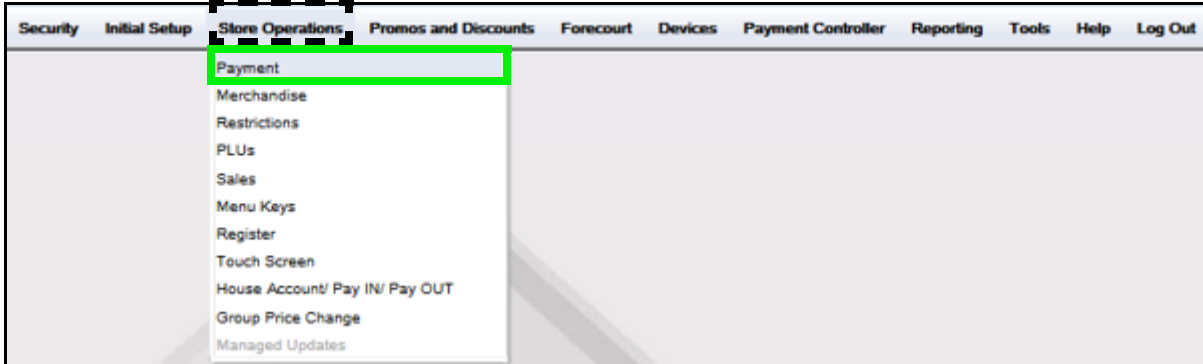 Security Initial Setup Store Operations Promos and Discounts Forecourt Devices Payment Controller Reporting Tools Help Log Out
Payment
Merchandise
Restrictions
PLUs
Sales
Menu Keys
Register
Touch Screen
House Account/ Pay IN/ Pay OUT
Group Price Change
Managed Updates